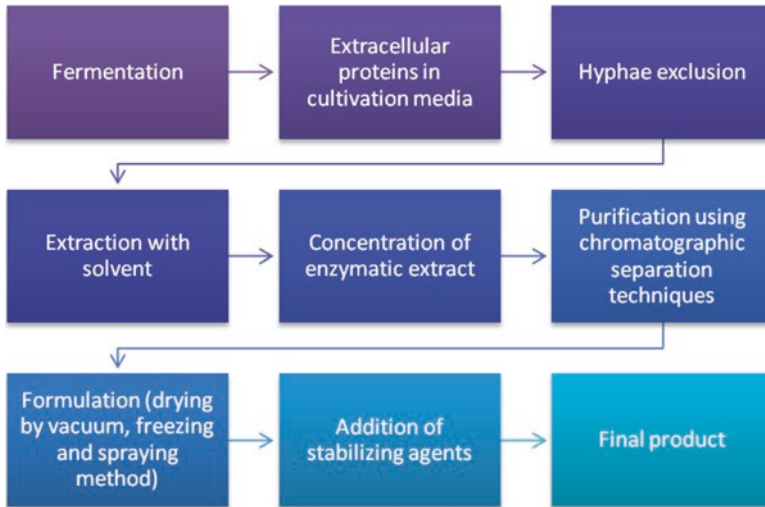 Fermentation
Extracellular
proteins in
cultivation media
Hyphae exclusion
Extraction with
solvent
Concentration of
enzymatic extract
Purification using
chromatographic
separation
techniques
Formulation (drying
by vacuum, freezing
and spraying
method)
Addition of
stabilizing agents
Final product